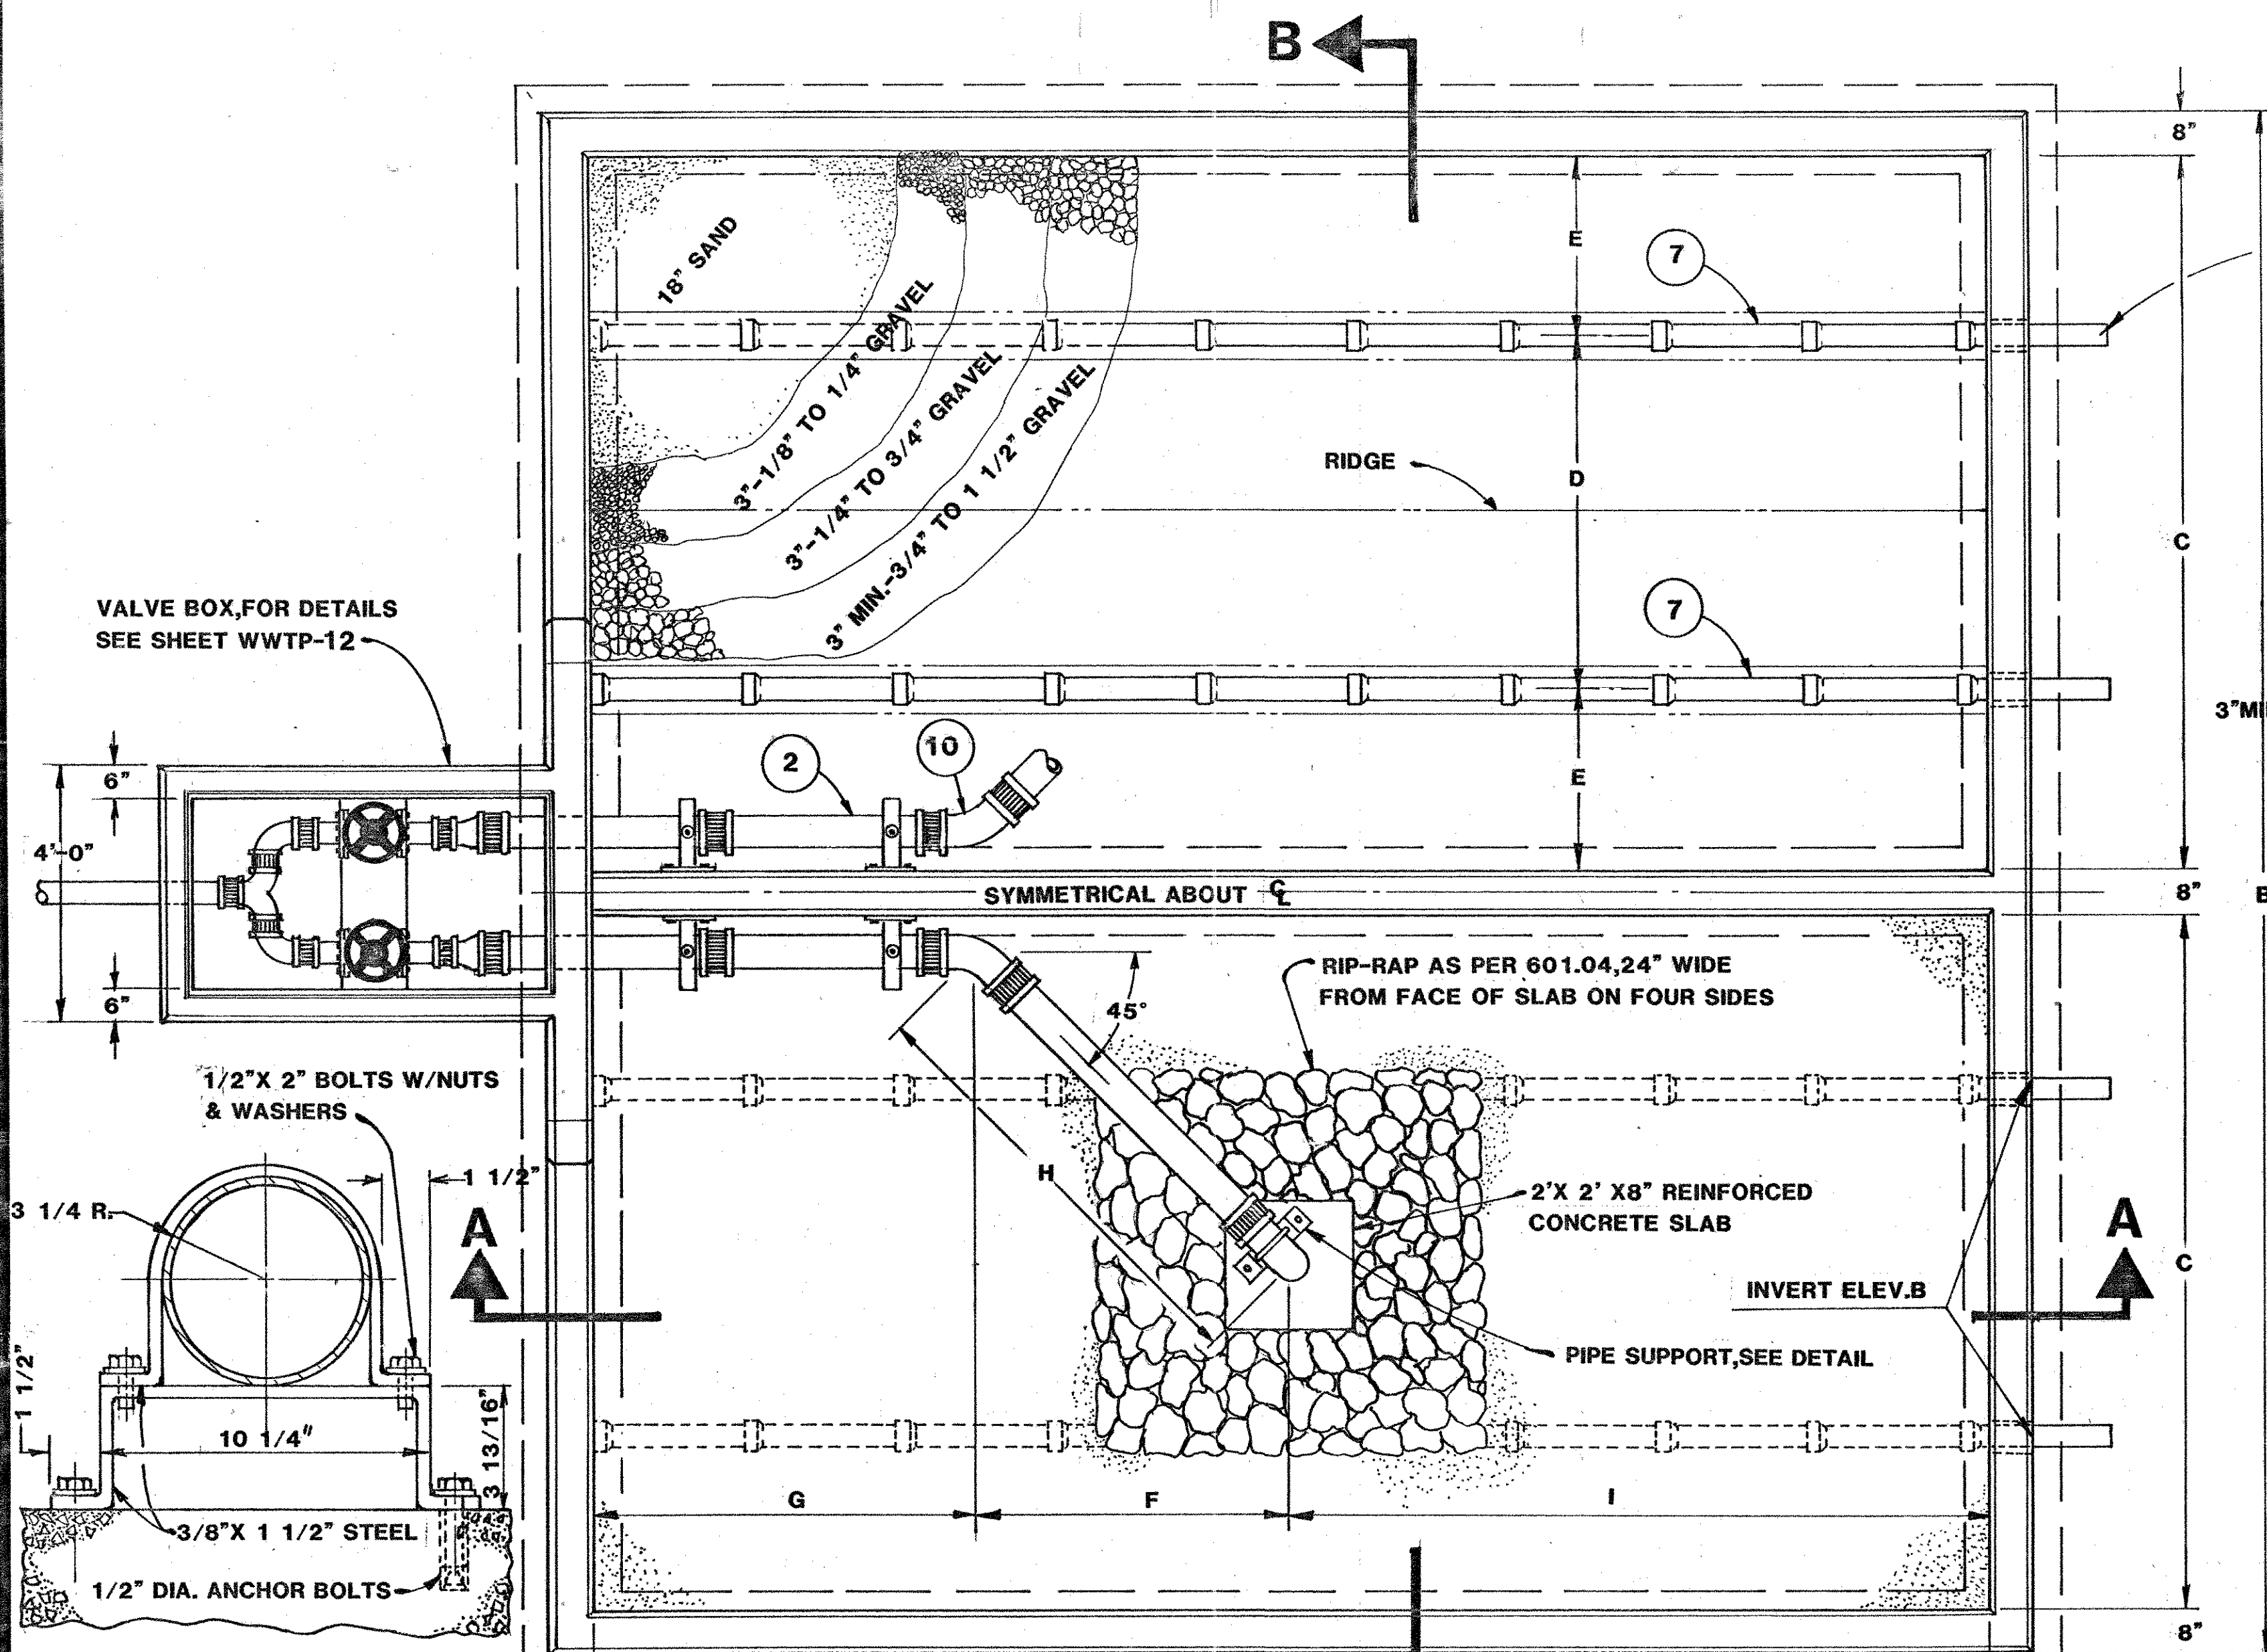 B
8”
E
7
18” SAND
3”-1/8” TO 1/4” GRAVEL
3”-1/4” TO 3/4” GRAVEL
3” MIN.-3/4” TO 1 1/2” GRAVEL
RIDGE
D
C
VALVE BOX,FOR DETAILS
SEE SHEET WWTP-12
7
3”MI
2
10
E
6”
4’-0”
6”
SYMMETRICAL ABOUT ℄
8”
B
RIP-RAP AS PER 601.04,24” WIDE
FROM FACE OF SLAB ON FOUR SIDES
45°
1/2”X 2” BOLTS W/NUTS
& WASHERS
1 1/2”
3 1/4 R.
H
2’X 2’ X8” REINFORCED
CONCRETE SLAB
A
A
C
INVERT ELEV.B
PIPE SUPPORT,SEE DETAIL
1 1/2”
10 1/4”
3 13/16”
G
F
I
3/8”X 1 1/2” STEEL
1/2” DIA. ANCHOR BOLTS
8”